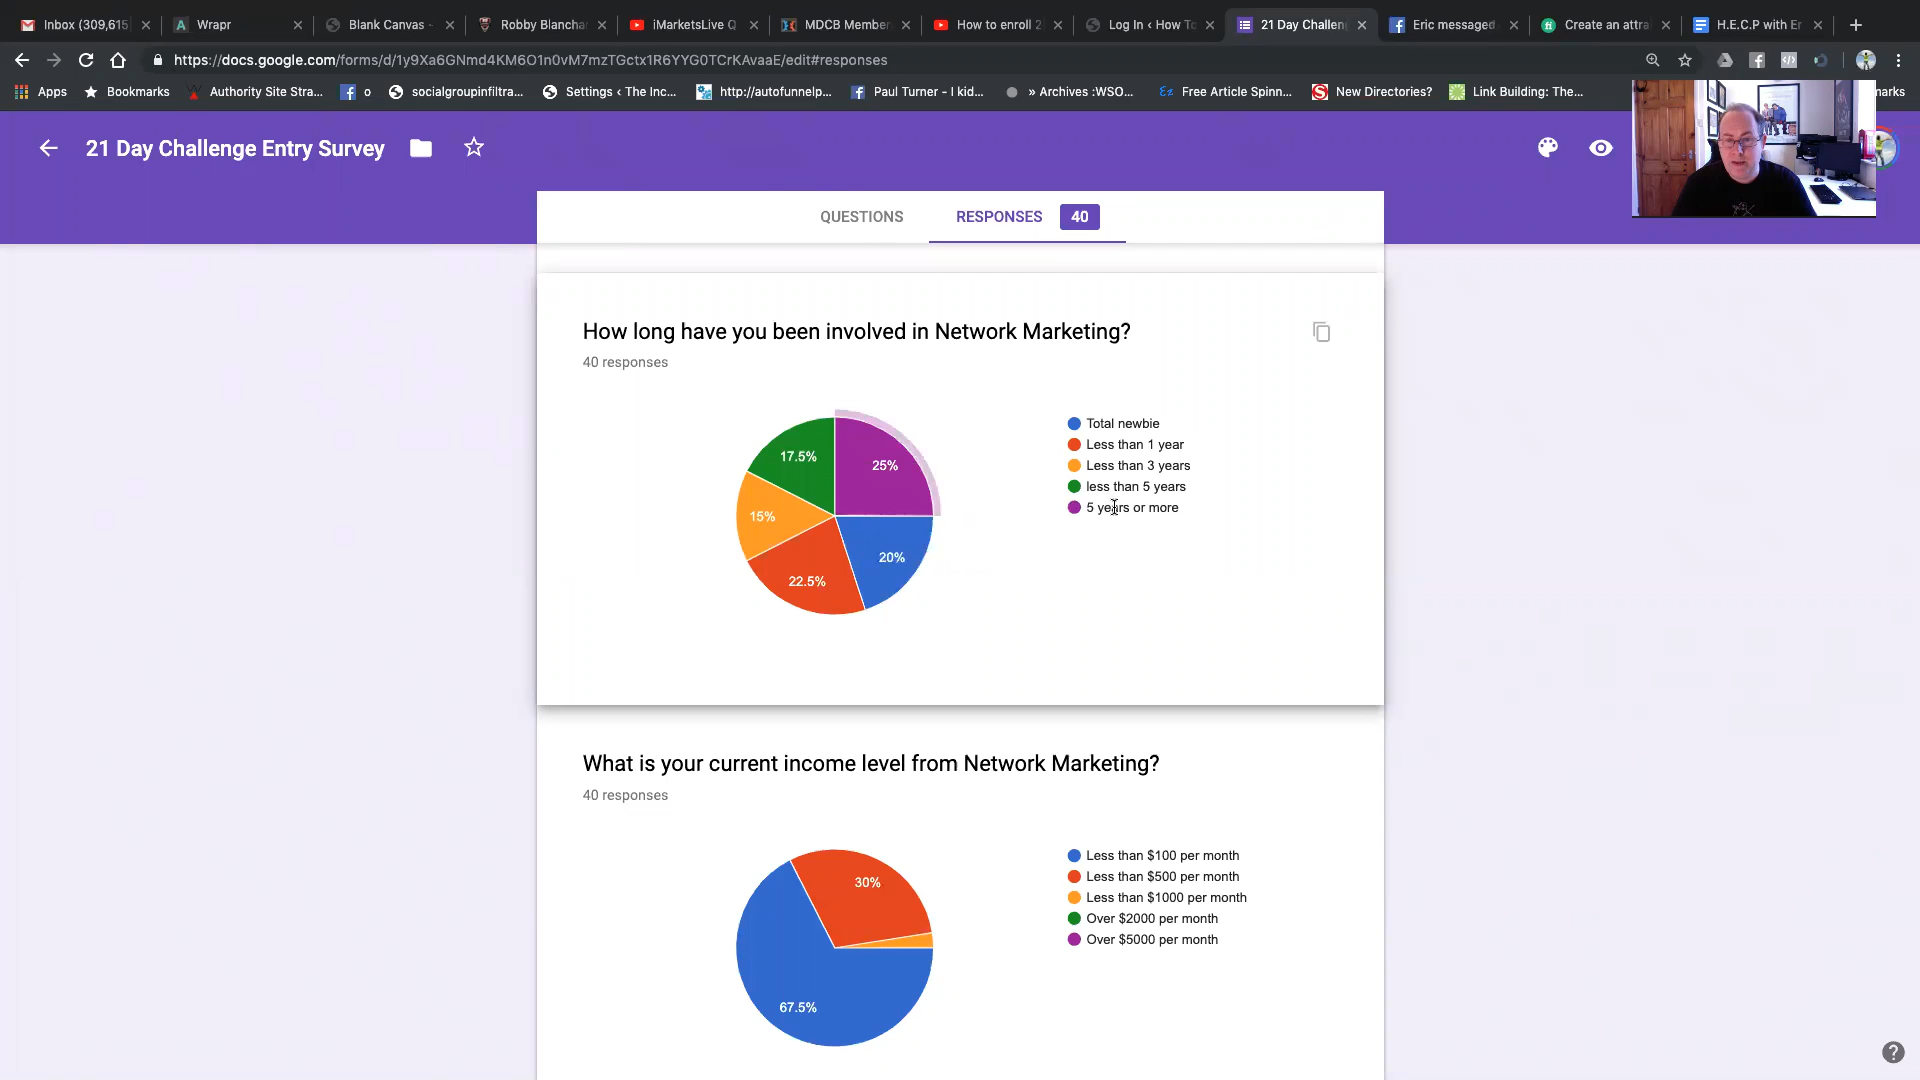 Inbox (309,615
Wrapr
Blank Canvas -
Robby Blanchar
iMarketsLive Q
MDCB Member
How to enroll 2
Log In ‹ How To
21 Day Challen
Eric messaged
Create an attra
H.E.C.P with Er
https://docs.google.com/forms/d/1y9Xa6GNmd4KM6O1n0vM7mzTGctx1R6YYG0TCrKAvaaE/edit#responses
Apps
Bookmarks
Authority Site Stra...
o
socialgroupinfiltra...
Settings ‹ The Inc...
http://autofunnelp...
Paul Turner - I kid...
» Archives :WSO...
Free Article Spinn...
New Directories?
Link Building: The...
marks
21 Day Challenge Entry Survey
QUESTIONS
RESPONSES 40
How long have you been involved in Network Marketing?
40 responses
17.5%
25%
15%
20%
22.5%
Total newbie
Less than 1 year
Less than 3 years
less than 5 years
5 years or more
What is your current income level from Network Marketing?
40 responses
30%
67.5%
Less than $100 per month
Less than $500 per month
Less than $1000 per month
Over $2000 per month
Over $5000 per month